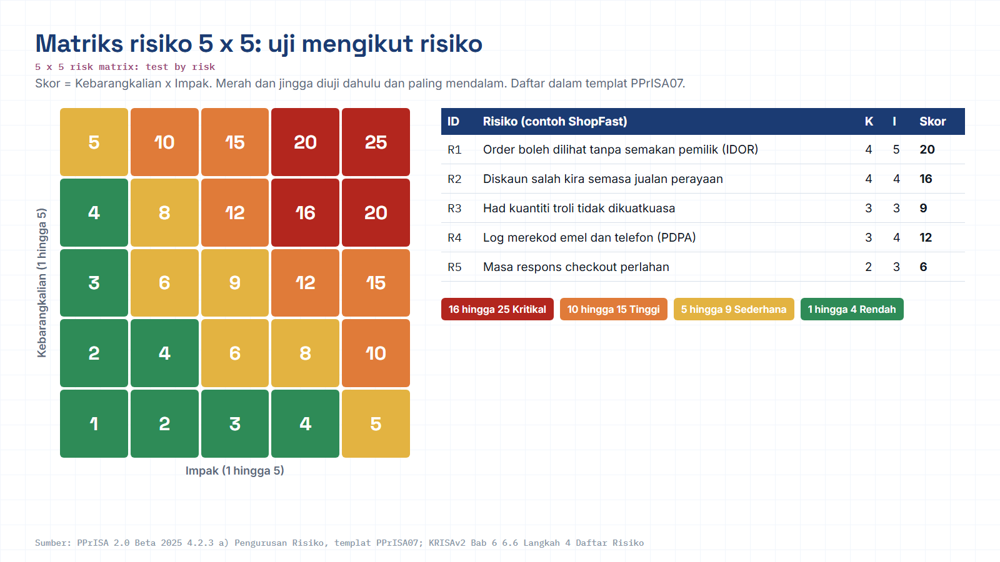 Matriks risiko 5 x 5: uji mengikut risiko
5 x 5 risk matrix: test by risk
Skor = Kebarangkalian x Impak. Merah dan jingga diuji dahulu dan paling mendalam. Daftar dalam templat PPrISA07.
Kebarangkalian (1 hingga 5)
5 10 15 20 25
4 8 12 16 20
3 6 9 12 15
2 4 6 8 10
1 2 3 4 5
Impak (1 hingga 5)
ID Risiko (contoh ShopFast) K I Skor
R1 Order boleh dilihat tanpa semakan pemilik (IDOR) 4 5 20
R2 Diskaun salah kira semasa jualan perayaan 4 4 16
R3 Had kuantiti troli tidak dikuatkuasa 3 3 9
R4 Log merekod emel dan telefon (PDPA) 3 4 12
R5 Masa respons checkout perlahan 2 3 6
16 hingga 25 Kritikal 10 hingga 15 Tinggi 5 hingga 9 Sederhana 1 hingga 4 Rendah
Sumber: PPrISA 2.0 Beta 2025 4.2.3 a) Pengurusan Risiko, templat PPrISA07; KRISAv2 Bab 6 6.6 Langkah 4 Daftar Risiko